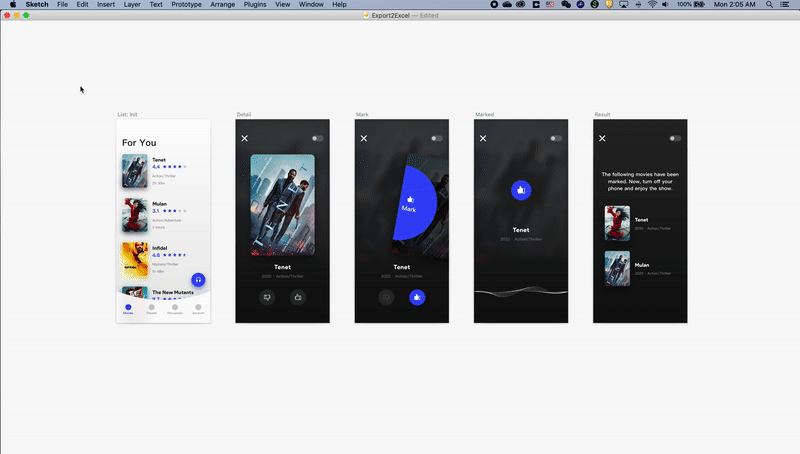 Sketch File Edit Insert Layer Text Prototype Arrange Plugins View Window Help 100% Mon 2:05 AM
Export2Excel — Edited
List: Init
For You
Tenet
4.4
Action/Thriller
2h 30m
Mulan
3.1
Action/Adventure
2 hours
Infidel
4.6
Mystery/Thriller
1h 48m
The New Mutants
Movies
Theater
Discussion
Account
Detail
TENET
Tenet
2020 · Action/Thriller
Mark
Mark
Tenet
2020 · Action/Thriller
Marked
Tenet
2020 · Action/Thriller
Result
The following movies have been
marked. Now, turn off your
phone and enjoy the show.
Tenet
2020 · Action/Thriller
Mulan
2020 · Action/Thriller